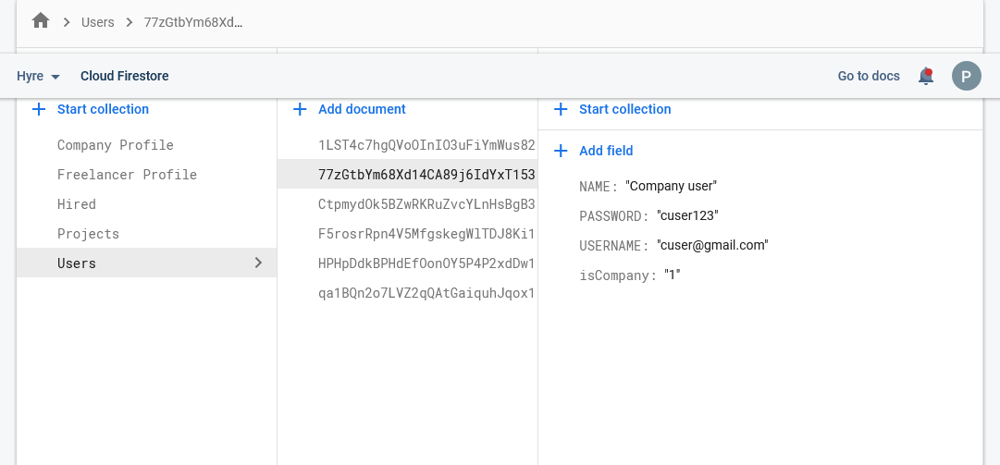 Users
77zGtbYm68Xd...
Hyre
Cloud Firestore
Go to docs
P
Start collection
Company Profile
Freelancer Profile
Hired
Projects
Users
Add document
1LST4c7hgQVoOInIO3uFiYmWus82
77zGtbYm68Xd14CA89j6IdYxT153
CtpmydOk5BZwRKRuZvcYLnHsBgB3
F5rosrRpn4V5MfgskegWlTDJ8Ki1
HPHpDdkBPHdEfOonOY5P4P2xdDw1
qa1BQn2o7LVZ2qQAtGaiquhJqox1
Start collection
Add field
NAME: "Company user"
PASSWORD: "cuser123"
USERNAME: "cuser@gmail.com"
isCompany: "1"